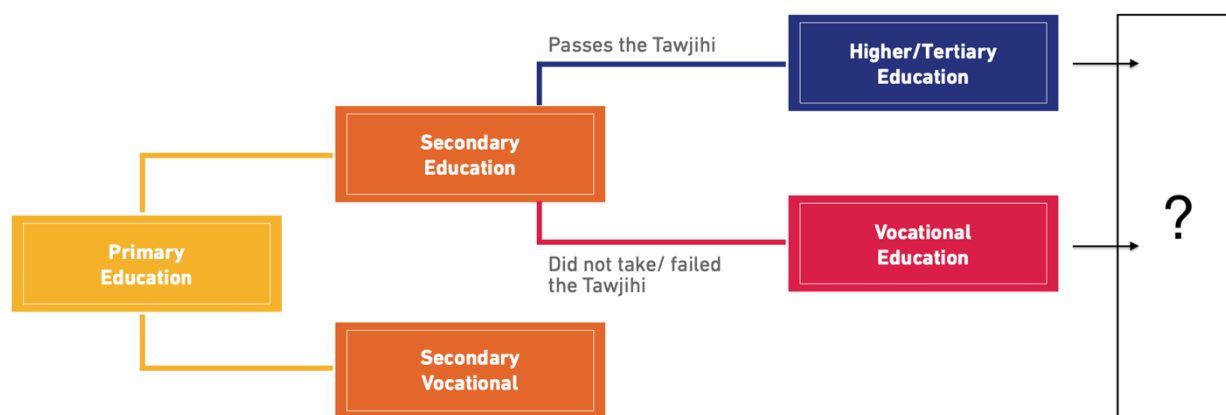 Passes the Tawjihi
Higher/Tertiary
Education
Secondary
Education
Primary
Education
Did not take/ failed
the Tawjihi
Vocational
Education
?
Secondary
Vocational